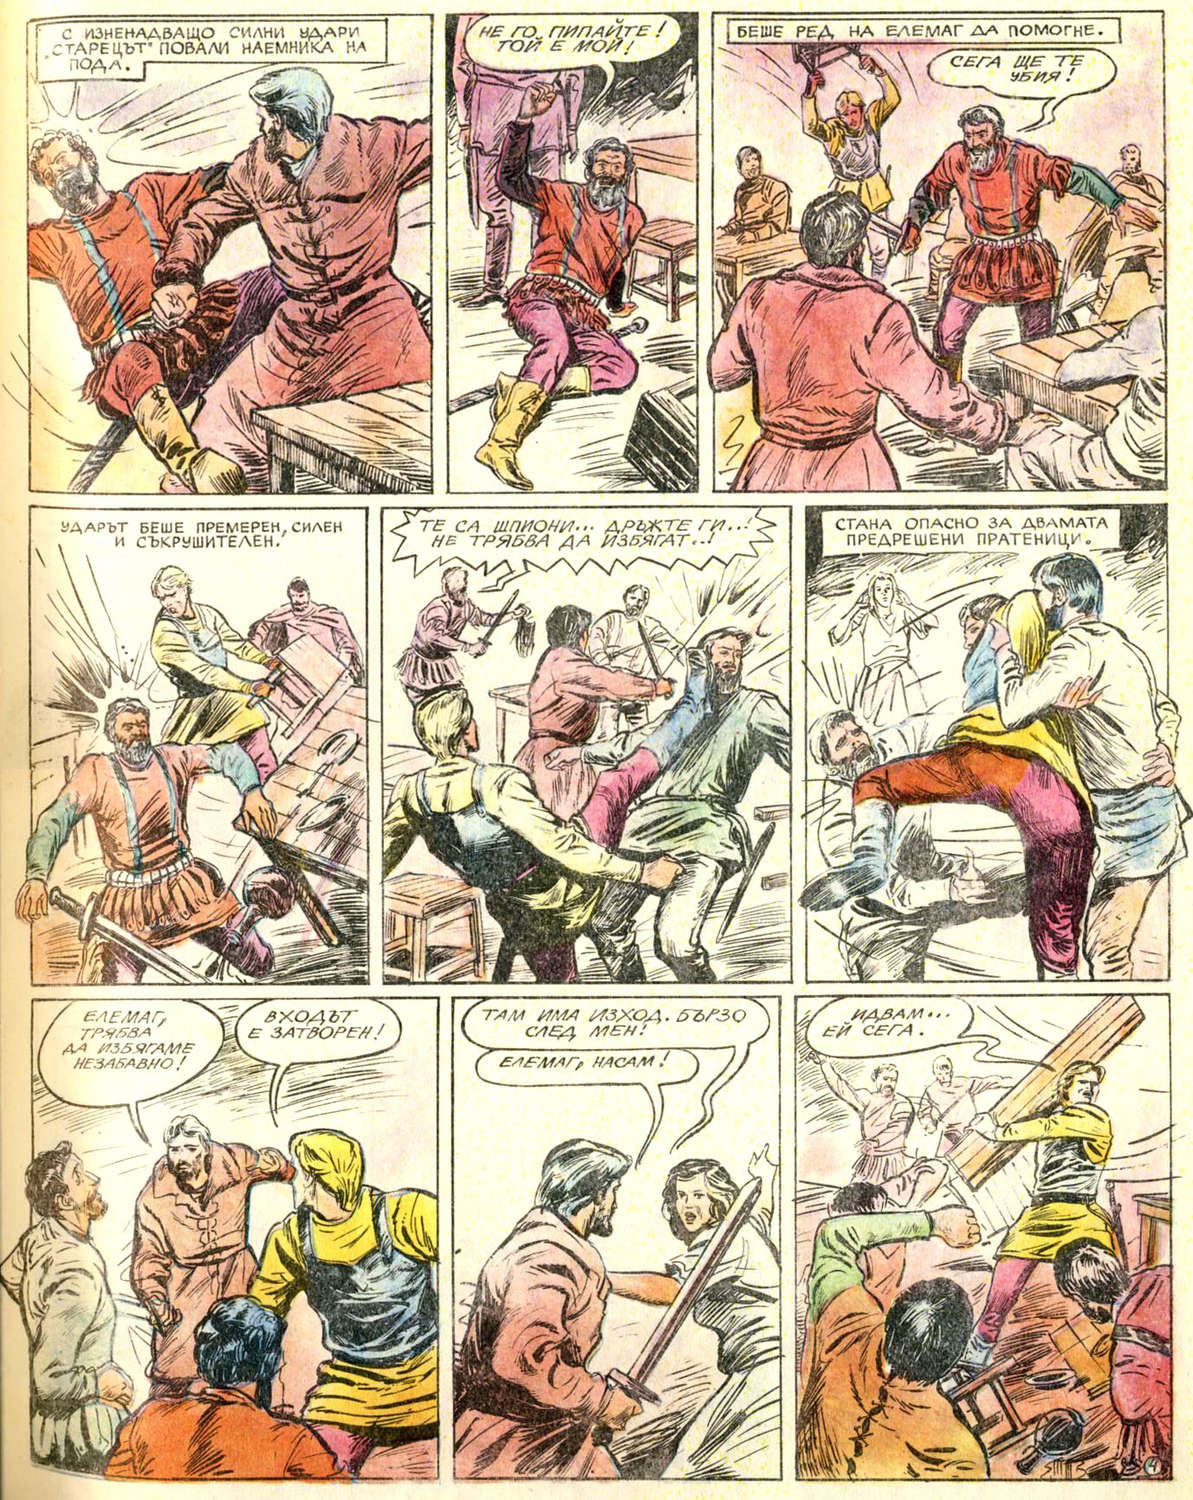 С ИЗНЕНАДВАЩО СИЛНИ УДАРИ
„СТАРЕЦЪТ" ПОВАЛИ НАЕМНИКА НА
ПОДА.
НЕ ГО ПИПАЙТЕ!
ТОЙ Е МОЙ!
БЕШЕ РЕД НА ЕЛЕМАГ ДА ПОМОГНЕ.
СЕГА ЩЕ ТЕ
УБИЯ!
УДАРЪТ БЕШЕ ПРЕМЕРЕН, СИЛЕН
И СЪКРУШИТЕЛЕН.
ТЕ СА ШПИОНИ... ДРЪЖТЕ ГИ..!
НЕ ТРЯБВА ДА ИЗБЯГАТ..!
СТАНА ОПАСНО ЗА ДВАМАТА
ПРЕДРЕШЕНИ ПРАТЕНИЦИ.
ЕЛЕМАГ,
ТРЯБВА
ДА ИЗБЯГАМЕ
НЕЗАБАВНО!
ВХОДЪТ
Е ЗАТВОРЕН!
ТАМ ИМА ИЗХОД. БЪРЗО
СЛЕД МЕН!
ЕЛЕМАГ, НАСАМ!
ИДВАМ...
ЕЙ СЕГА.
4